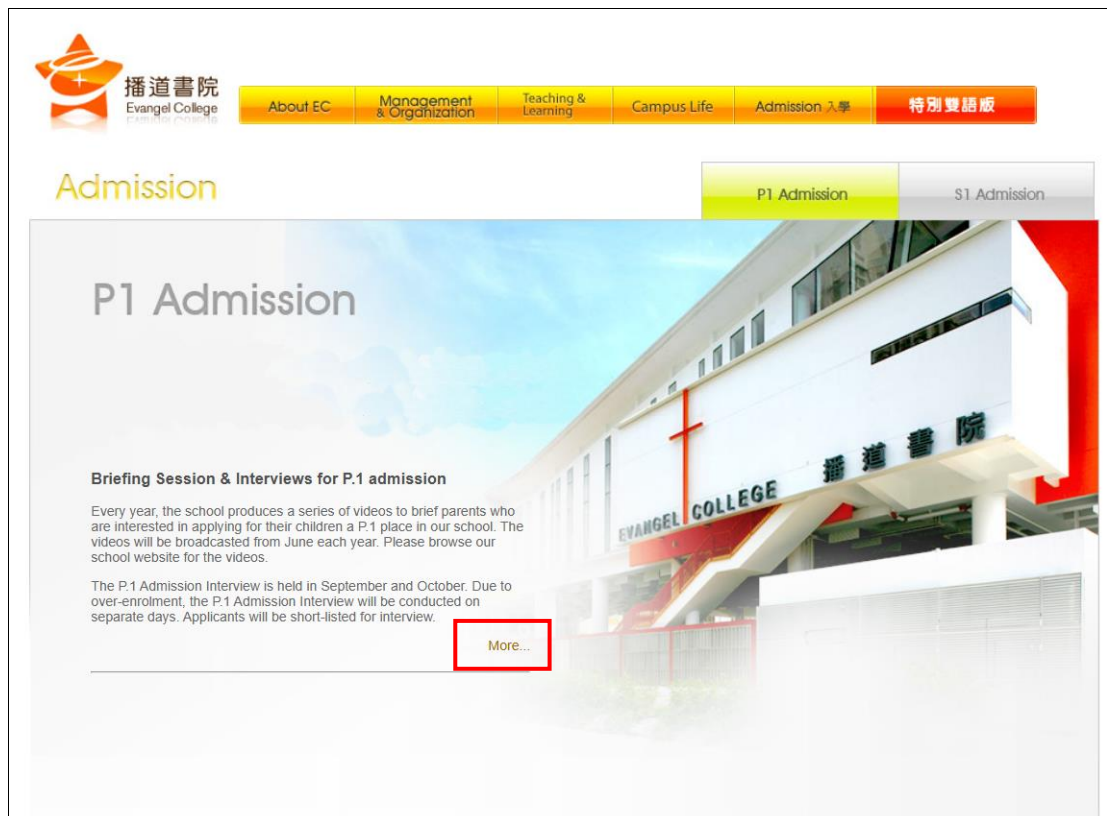 播道書院
Evangel College
About EC
Management
& Organization
Teaching &
Learning
Campus Life
Admission 入學
特別雙語版
Admission
P1 Admission
S1 Admission
P1 Admission
EVANGEL COLLEGE 播道書院
Briefing Session & Interviews for P.1 admission
Every year, the school produces a series of videos to brief parents who
are interested in applying for their children a P.1 place in our school. The
videos will be broadcasted from June each year. Please browse our
school website for the videos.
The P.1 Admission Interview is held in September and October. Due to
over-enrolment, the P.1 Admission Interview will be conducted on
separate days. Applicants will be short-listed for interview.
More...